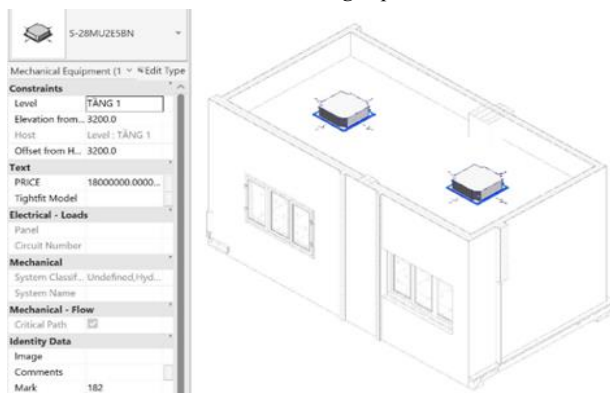 S-28MU2E5BN
Mechanical Equipment (1 Edit Type
Constraints
Level TẦNG 1
Elevation from... 3200.0
Host Level : TẦNG 1
Offset from H... 3200.0
Text
PRICE 18000000.0000...
Tightfit Model
Electrical - Loads
Panel
Circuit Number
Mechanical
System Classif... Undefined,Hyd...
System Name
Mechanical - Flow
Critical Path
Identity Data
Image
Comments
Mark 182